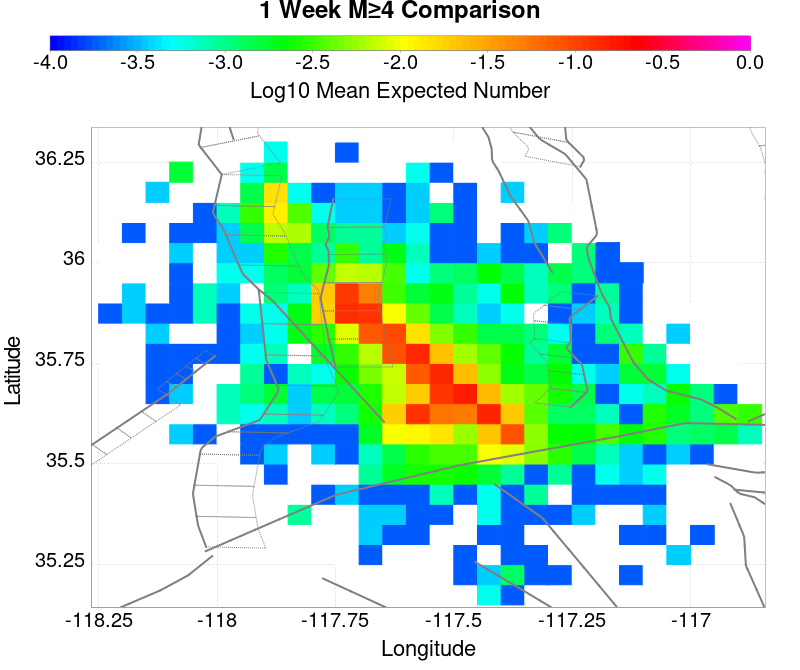 1 Week M≥4 Comparison
-4.0 -3.5 -3.0 -2.5 -2.0 -1.5 -1.0 -0.5 0.0
Log10 Mean Expected Number
36.25
36
35.75
35.5
35.25
Latitude
-118.25 -118 -117.75 -117.5 -117.25 -117
Longitude